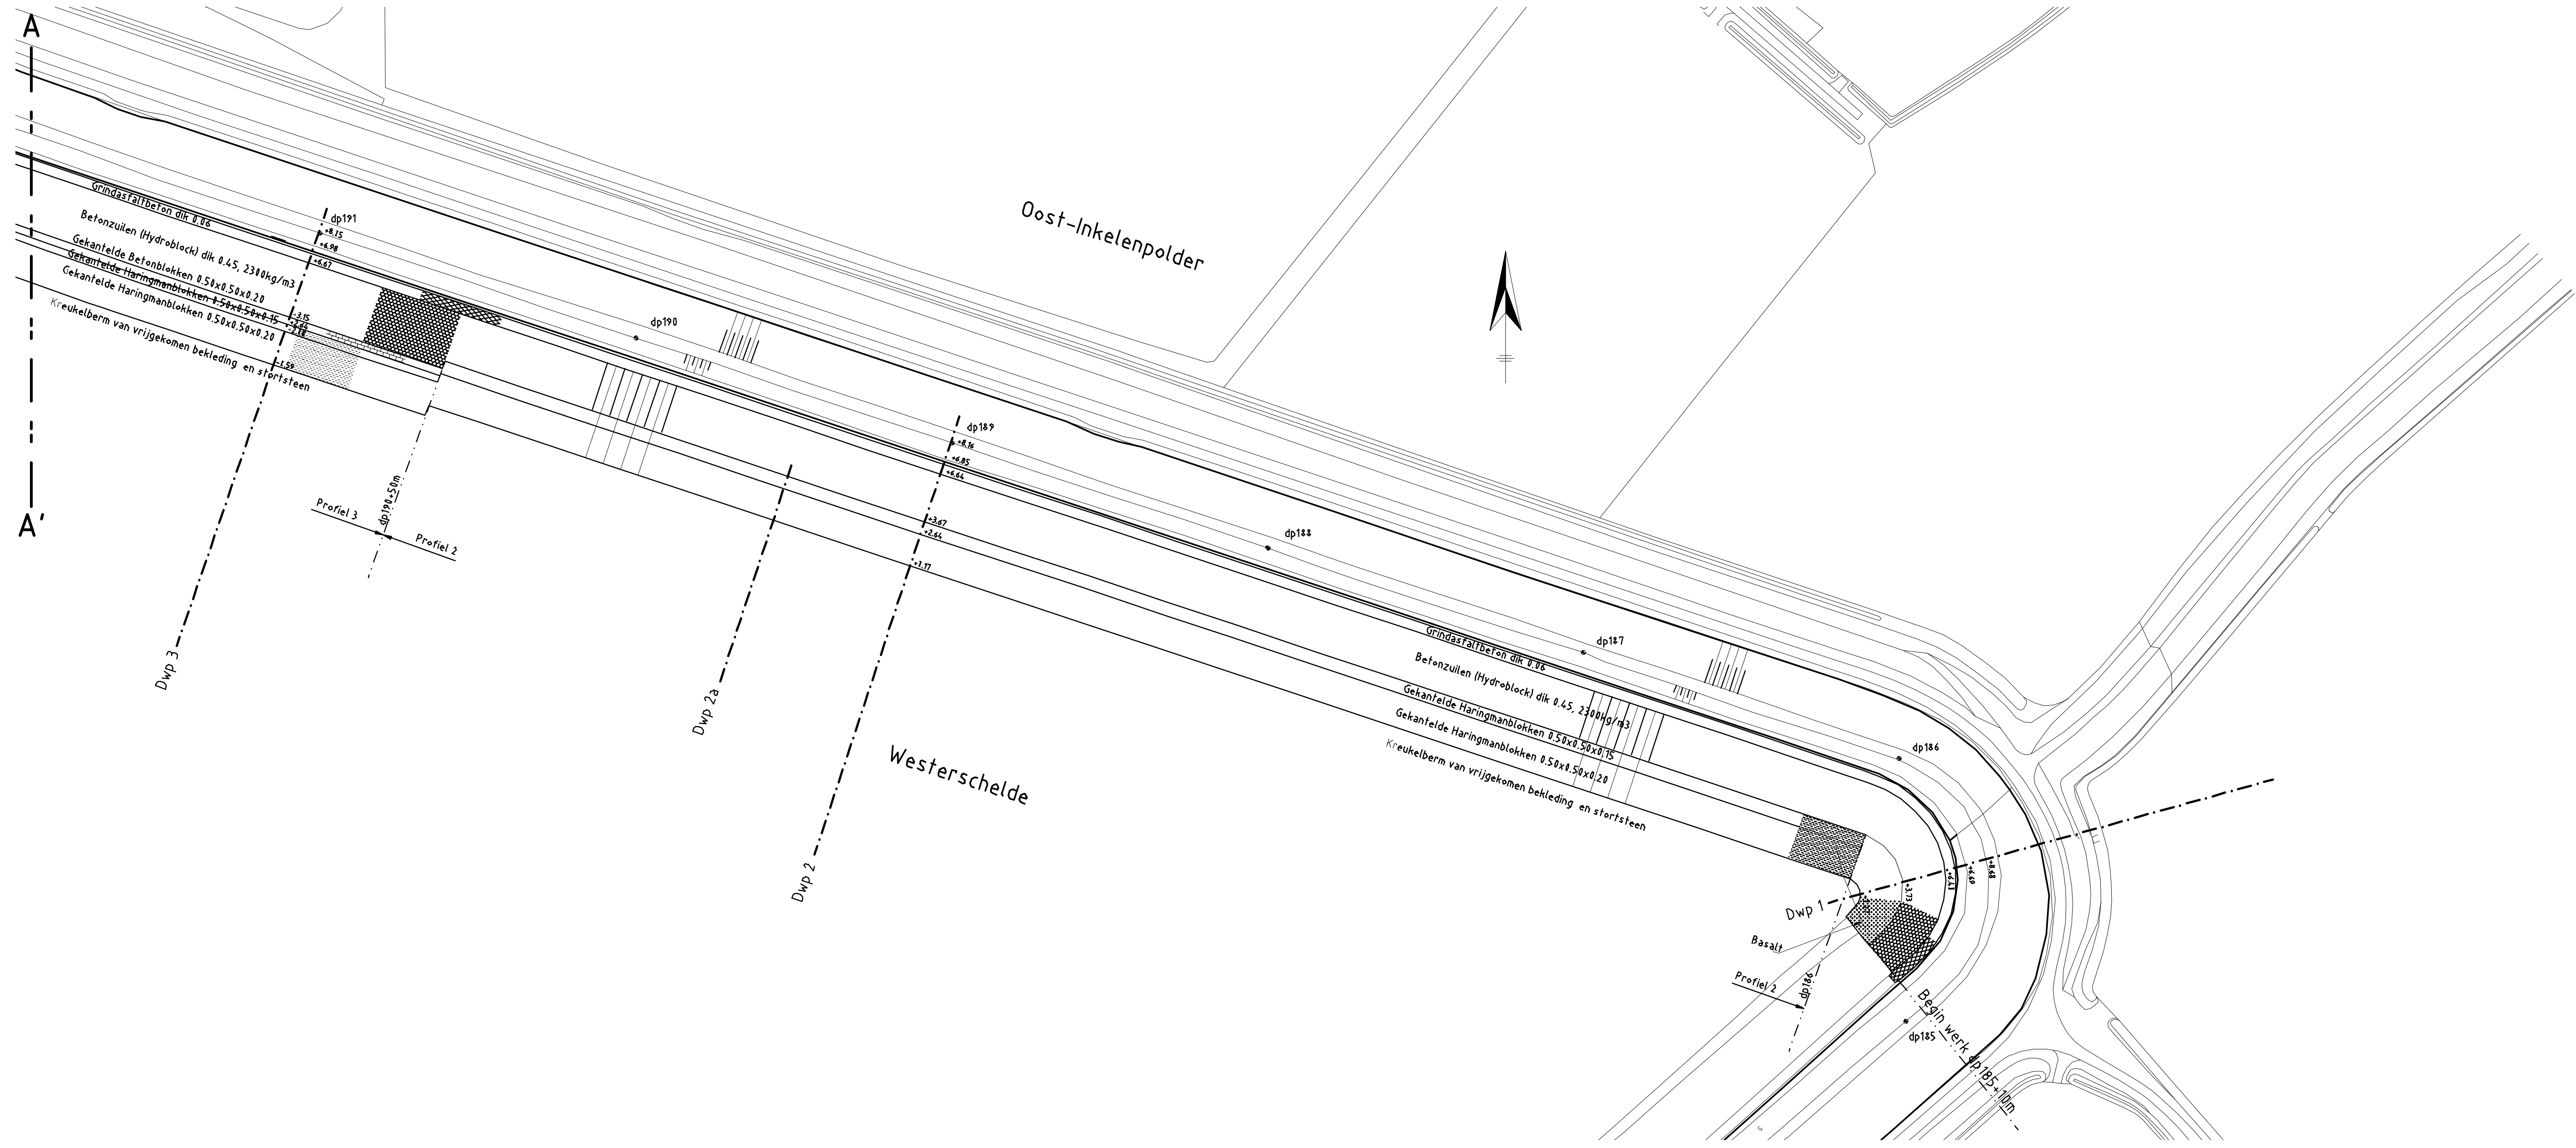 A
Oost-Inkelenpolder
dp191
+8.15
+6.98
+6.67
Grindasfaltbeton dik 0.06
Betonzuilen (Hydroblock) dik 0.45, 2300kg/m3
Gekantelde Betonblokken 0.50x0.50x0.20
Gekantelde Haringmanblokken 0.50x0.50x0.15
Gekantelde Haringmanblokken 0.50x0.50x0.20
Kreukelberm van vrijgekomen bekleding en stortsteen
+3.15
+1.59
dp190
dp189
+8.14
+6.85
+6.64
+3.67
+2.64
+1.17
A'
dp190+50m
Profiel 3
Profiel 2
dp188
dp187
Dwp 3
Dwp 2a
Dwp 2
Westerschelde
Grindasfaltbeton dik 0.06
Betonzuilen (Hydroblock) dik 0.45, 2300kg/m3
Gekantelde Haringmanblokken 0.50x0.50x0.15
Gekantelde Haringmanblokken 0.50x0.50x0.20
Kreukelberm van vrijgekomen bekleding en stortsteen
dp186
Dwp 1
+3.73
+6.41
+6.69
+8.68
Basalt
Profiel 2
dp186
dp185
Begin werk dp185+10m